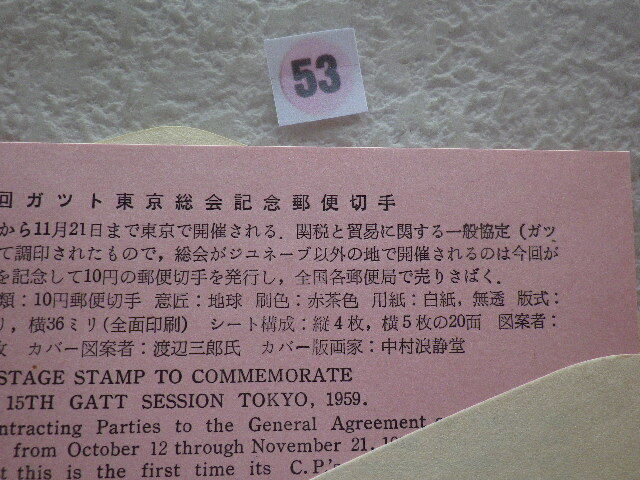 53
回ガツト東京総会記念郵便切手
から11月21日まで東京で開催される．関税と貿易に関する一般協定（ガツ
て調印されたもので，総会がジユネーブ以外の地で開催されるのは今回が
を記念して10円の郵便切手を発行し，全国各郵便局で売りさばく．
類：10円郵便切手　意匠：地球　刷色：赤茶色　用紙：白紙，無透　版式：
り，横36ミリ(全面印刷)　シート構成：縦4枚，横5枚の20面　図案者：
枚　カバー図案者：渡辺三郎氏　カバー版画家：中村浪静堂
STAGE STAMP TO COMMEMORATE
15TH GATT SESSION TOKYO, 1959.
ntracting Parties to the General Agreement
from October 12 through November 21, 19
t this is the first time its C.P's